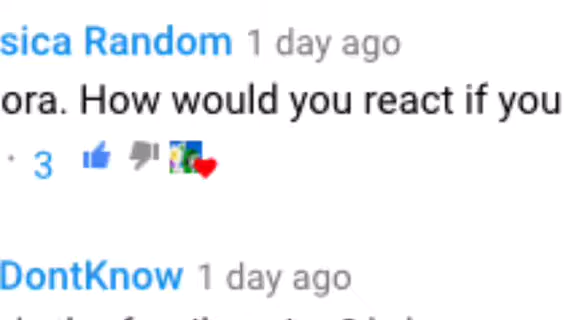 sica Random 1 day ago
ora. How would you react if you
· 3
DontKnow 1 day ago